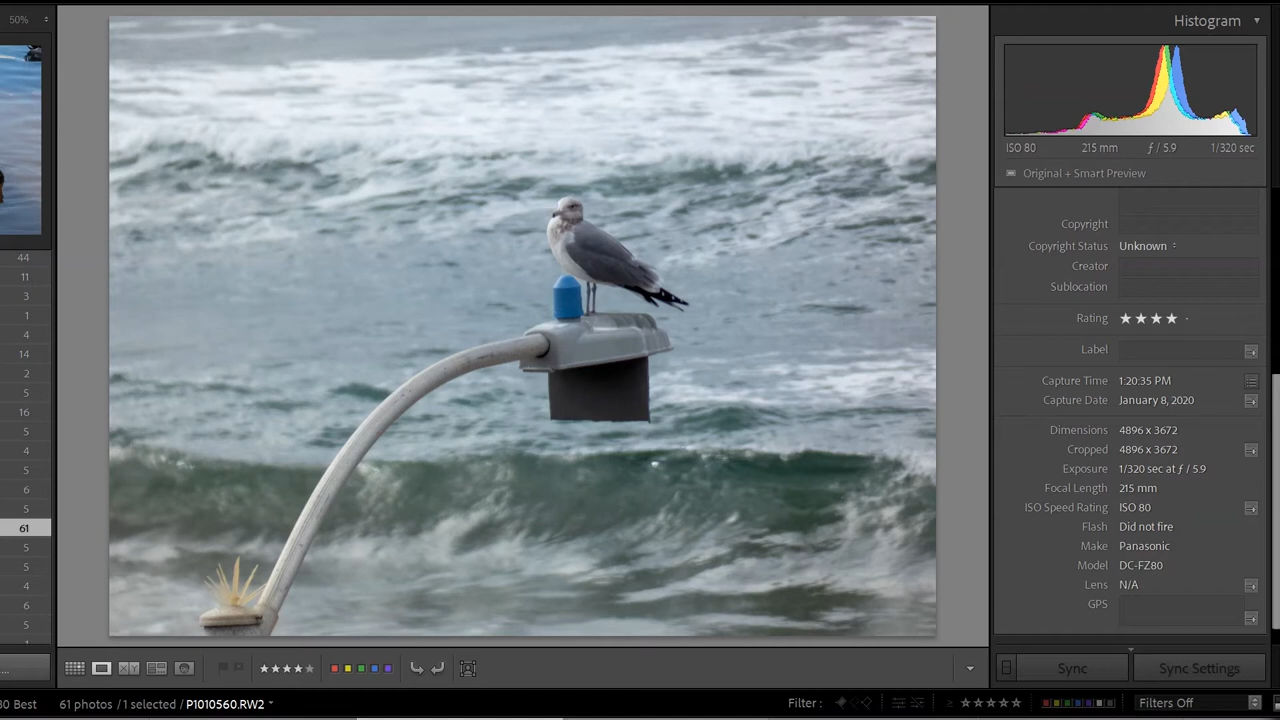 50%
Histogram
ISO 80 215 mm ƒ / 5.9 1/320 sec
Original + Smart Preview
Copyright
Copyright Status Unknown
Creator
Sublocation
Rating
Label
Capture Time 1:20:35 PM
Capture Date January 8, 2020
Dimensions 4896 x 3672
Cropped 4896 x 3672
Exposure 1/320 sec at ƒ / 5.9
Focal Length 215 mm
ISO Speed Rating ISO 80
Flash Did not fire
Make Panasonic
Model DC-FZ80
Lens N/A
GPS
44
11
3
1
4
14
2
5
16
5
4
5
6
5
61
5
5
4
6
5
...
XY
Sync Sync Settings
80 Best 61 photos / 1 selected / P1010560.RW2
Filter : ≥ Filters Off